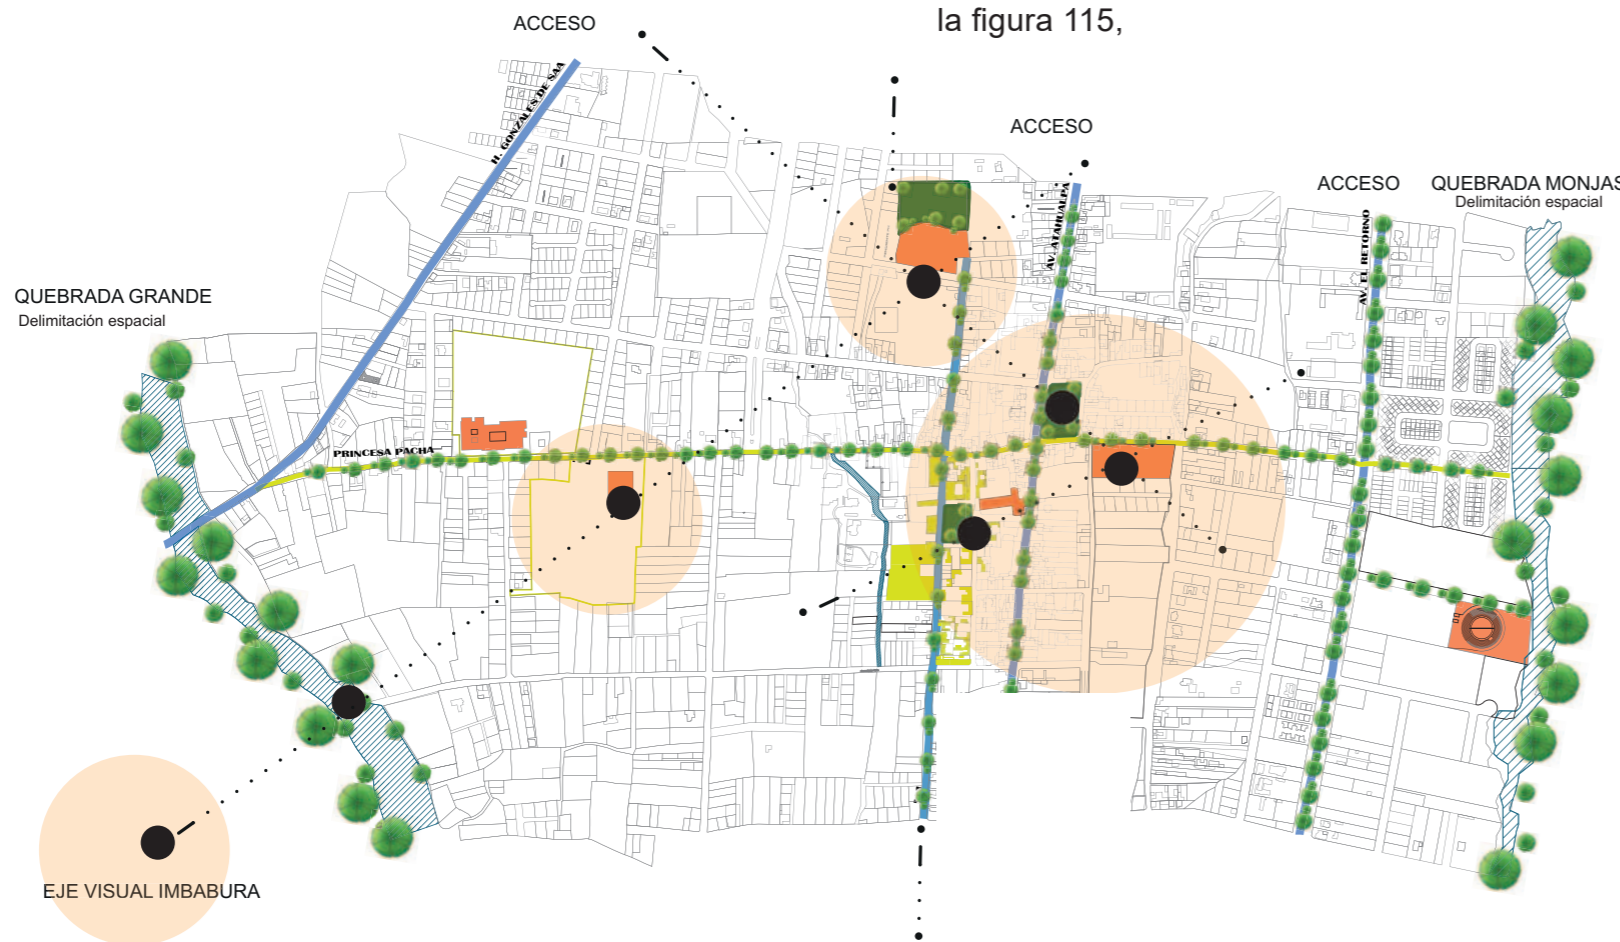 la figura 115,
ACCESO
H. GONZALES DE SAA
ACCESO
AV. ATAHUALPA
ACCESO
QUEBRADA MONJAS
Delimitación espacial
AV. EL RETORNO
QUEBRADA GRANDE
Delimitación espacial
PRINCESA PACHA
EJE VISUAL IMBABURA